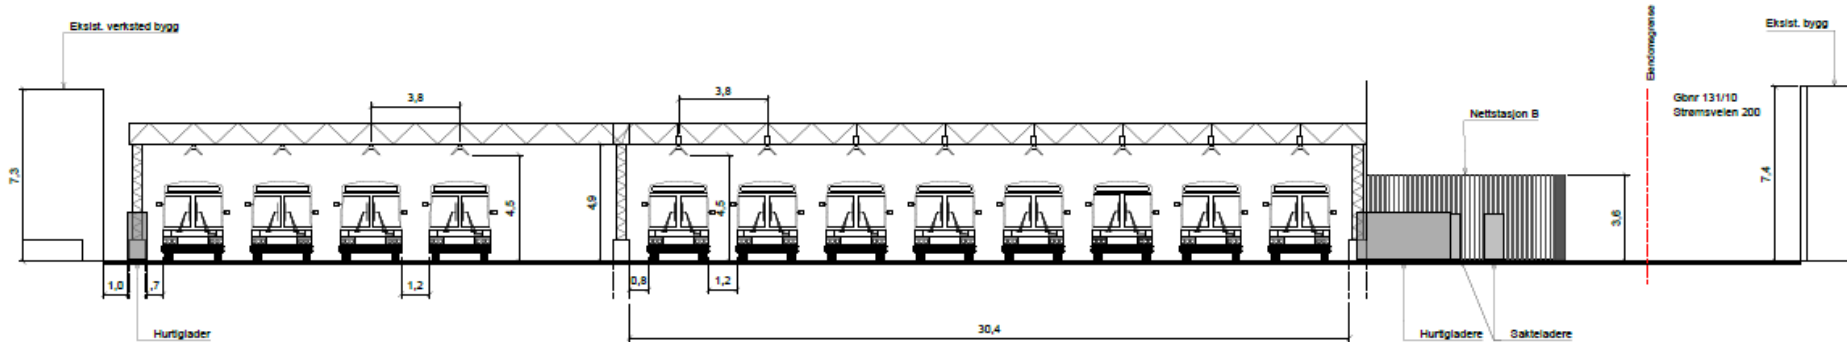 Eksist. verksted bygg
Eksist. bygg
Eiendomsgrense
Gbnr 131/10
Strømsveien 200
Nettstasjon B
3,8
3,8
7,3
4,5
4,9
4,5
3,6
7,4
1,0
,7
1,2
0,8
1,2
30,4
Hurtiglader
Hurtigladere
Sakteladere